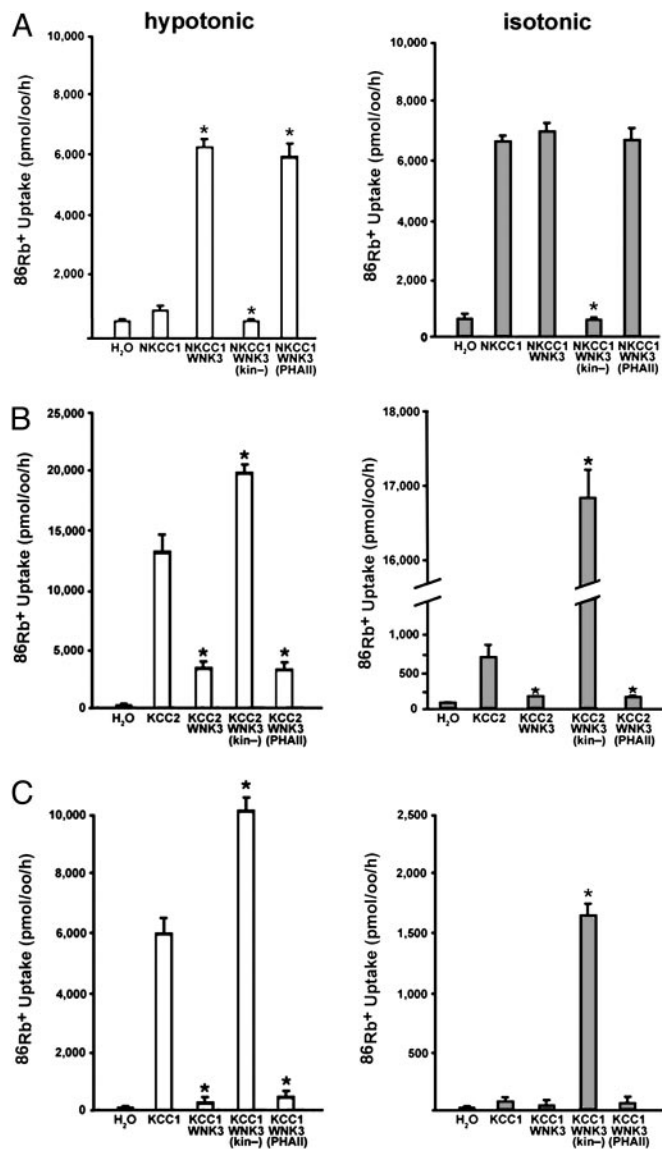 A
hypotonic
isotonic
86Rb+ Uptake (pmol/oo/h)
10,000
8,000
6,000
4,000
2,000
*
*
*
H₂O
NKCC1
NKCC1
WNK3
NKCC1
WNK3
(kin–)
NKCC1
WNK3
(PHAII)
86Rb+ Uptake (pmol/oo/h)
10,000
8,000
6,000
4,000
2,000
0
*
H₂O
NKCC1
NKCC1
WNK3
NKCC1
WNK3
(kin–)
NKCC1
WNK3
(PHAII)
B
86Rb+ Uptake (pmol/oo/h)
25,000
20,000
15,000
10,000
5,000
0
*
*
*
H₂O
KCC2
KCC2
WNK3
KCC2
WNK3
(kin–)
KCC2
WNK3
(PHAII)
86Rb+ Uptake (pmol/oo/h)
18,000
17,000
16,000
1,000
500
0
*
*
*
H₂O
KCC2
KCC2
WNK3
KCC2
WNK3
(kin–)
KCC2
WNK3
(PHAII)
C
86Rb+ Uptake (pmol/oo/h)
10,000
8,000
6,000
4,000
2,000
0
*
*
*
H₂O
KCC1
KCC1
WNK3
KCC1
WNK3
(kin–)
KCC1
WNK3
(PHAII)
86Rb+ Uptake (pmol/oo/h)
2,500
2,000
1,500
1,000
500
*
H₂O
KCC1
KCC1
WNK3
KCC1
WNK3
(kin–)
KCC1
WNK3
(PHAII)